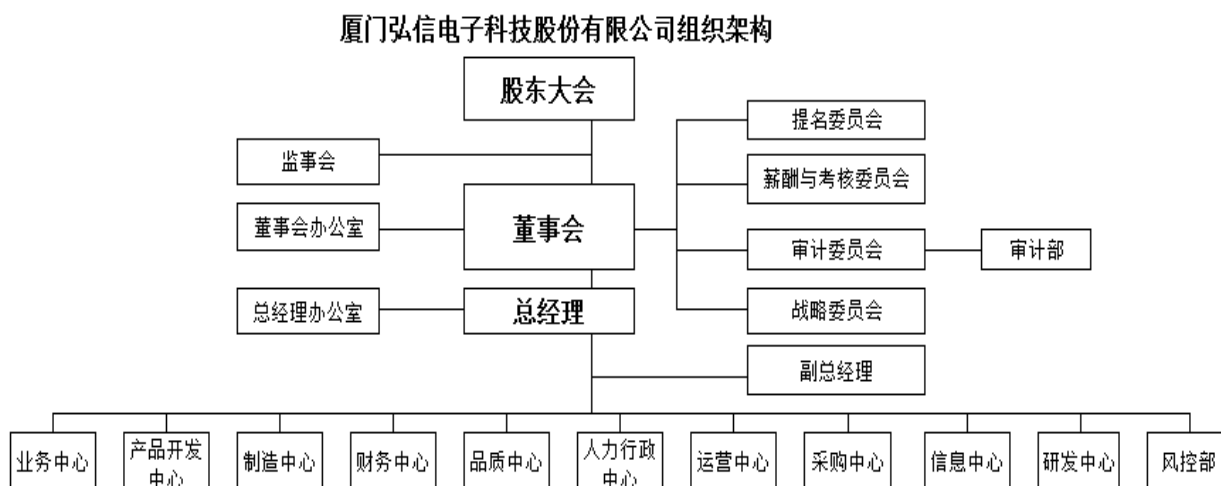 厦门弘信电子科技股份有限公司组织架构
股东大会
提名委员会
监事会
薪酬与考核委员会
董事会办公室
董事会
审计委员会
审计部
总经理办公室
总经理
战略委员会
副总经理
业务中心
产品开发
中心
制造中心
财务中心
品质中心
人力行政
中心
运营中心
采购中心
信息中心
研发中心
风控部